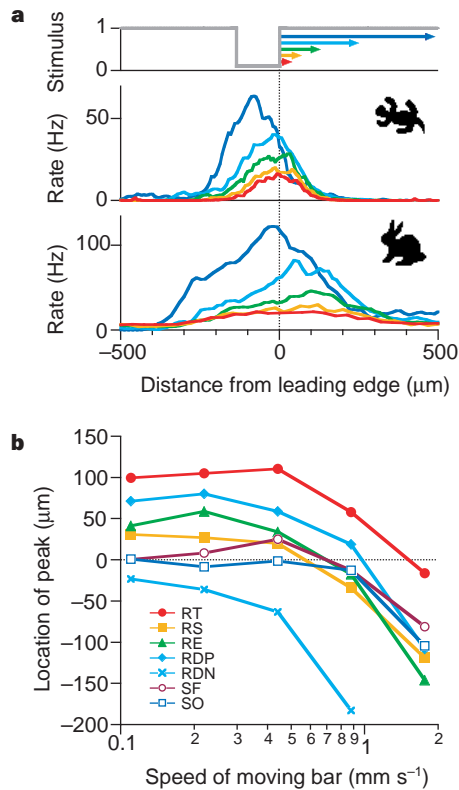 a
Stimulus
1
0
Rate (Hz)
50
0
Rate (Hz)
100
0
–500 0 500
Distance from leading edge (μm)
b
Location of peak (μm)
150
100
50
0
–50
–100
–150
–200
RT
RS
RE
RDP
RDN
SF
SO
0.1 2 3 4 5 6 7 8 9 1 2
Speed of moving bar (mm s⁻¹)